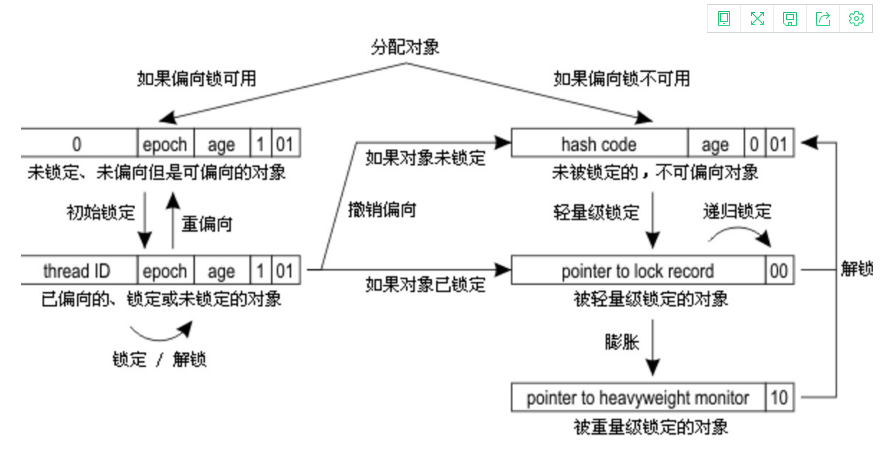 分配对象
如果偏向锁可用
如果偏向锁不可用
0 epoch age 1 01
hash code age 0 01
未锁定、未偏向但是可偏向的对象
如果对象未锁定
未被锁定的，不可偏向对象
初始锁定
重偏向
撤销偏向
轻量级锁定
递归锁定
thread ID epoch age 1 01
pointer to lock record 00
解锁
已偏向的、锁定或未锁定的对象
如果对象已锁定
被轻量级锁定的对象
锁定 / 解锁
膨胀
pointer to heavyweight monitor 10
被重量级锁定的对象